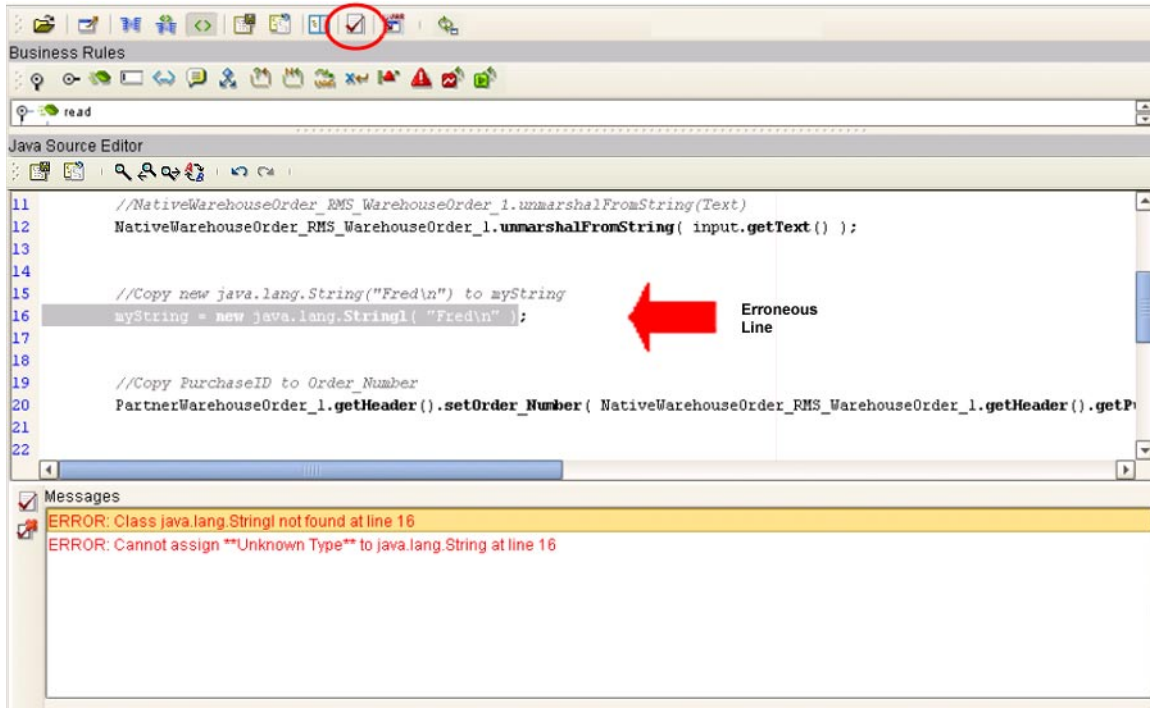 Business Rules
read
Java Source Editor
11 //NativeWarehouseOrder_RMS_WarehouseOrder_1.unmarshalFromString(Text)
12 NativeWarehouseOrder_RMS_WarehouseOrder_1.unmarshalFromString( input.getText() );
13
14
15 //Copy new java.lang.String("Fred\n") to myString
16 myString = new java.lang.Stringl( "Fred\n" );
Erroneous
Line
17
18
19 //Copy PurchaseID to Order_Number
20 PartnerWarehouseOrder_1.getHeader().setOrder_Number( NativeWarehouseOrder_RMS_WarehouseOrder_1.getHeader().getP
21
22
Messages
ERROR: Class java.lang.Stringl not found at line 16
ERROR: Cannot assign **Unknown Type** to java.lang.String at line 16